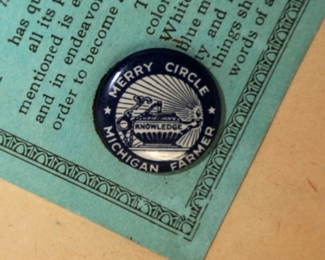 has qu
all its
mentioned is e
and in endeavo
order to become
colo
White
blue m
ty and
things sh
words of a
MERRY CIRCLE
KNOWLEDGE
MICHIGAN FARMER